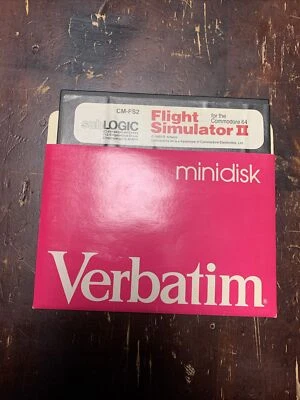 CM-FS2
subLOGIC
Flight
Simulator II
for the
Commodore 64
minidisk
Verbatim®